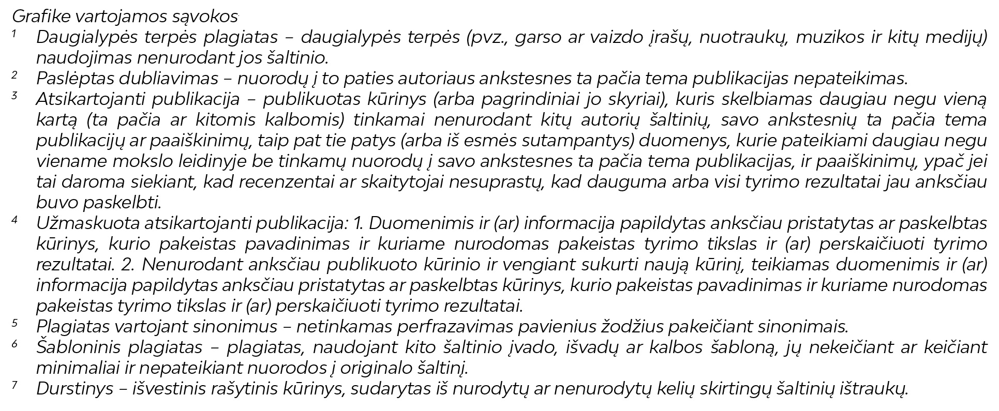 Grafike vartojamos sąvokos
1 Daugialypės terpės plagiatas – daugialypės terpės (pvz., garso ar vaizdo įrašų, nuotraukų, muzikos ir kitų medijų)
naudojimas nenurodant jos šaltinio.
2 Paslėptas dubliavimas – nuorodų į to paties autoriaus ankstesnes ta pačia tema publikacijas nepateikimas.
3 Atsikartojanti publikacija – publikuotas kūrinys (arba pagrindiniai jo skyriai), kuris skelbiamas daugiau negu vieną
kartą (ta pačia ar kitomis kalbomis) tinkamai nenurodant kitų autorių šaltinių, savo ankstesnių ta pačia tema
publikacijų ar paaiškinimų, taip pat tie patys (arba iš esmės sutampantys) duomenys, kurie pateikiami daugiau negu
viename mokslo leidinyje be tinkamų nuorodų į savo ankstesnes ta pačia tema publikacijas, ir paaiškinimų, ypač jei
tai daroma siekiant, kad recenzentai ar skaitytojai nesuprastų, kad dauguma arba visi tyrimo rezultatai jau anksčiau
buvo paskelbti.
4 Užmaskuota atsikartojanti publikacija: 1. Duomenimis ir (ar) informacija papildytas anksčiau pristatytas ar paskelbtas
kūrinys, kurio pakeistas pavadinimas ir kuriame nurodomas pakeistas tyrimo tikslas ir (ar) perskaičiuoti tyrimo
rezultatai. 2. Nenurodant anksčiau publikuoto kūrinio ir vengiant sukurti naują kūrinį, teikiamas duomenimis ir (ar)
informacija papildytas anksčiau pristatytas ar paskelbtas kūrinys, kurio pakeistas pavadinimas ir kuriame nurodomas
pakeistas tyrimo tikslas ir (ar) perskaičiuoti tyrimo rezultatai.
5 Plagiatas vartojant sinonimus – netinkamas perfrazavimas pavienius žodžius pakeičiant sinonimais.
6 Šabloninis plagiatas – plagiatas, naudojant kito šaltinio įvado, išvadų ar kalbos šabloną, jų nekeičiant ar keičiant
minimaliai ir nepateikiant nuorodos į originalo šaltinį.
7 Durstinys – išvestinis rašytinis kūrinys, sudarytas iš nurodytų ar nenurodytų kelių skirtingų šaltinių ištraukų.